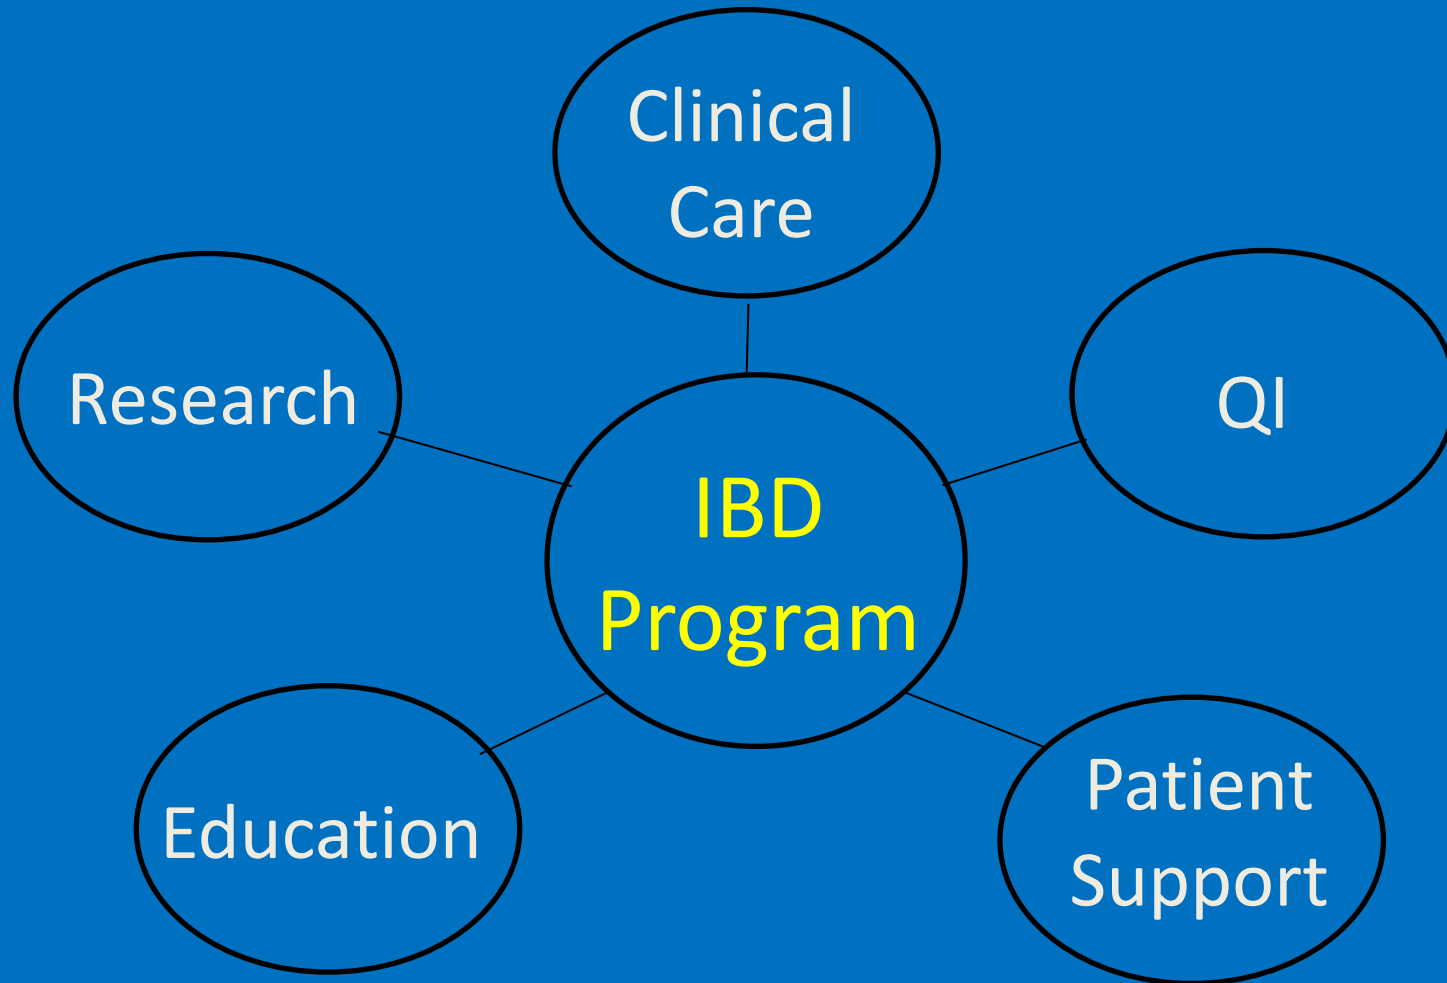 Clinical
Care
Research
QI
IBD
Program
Education
Patient
Support